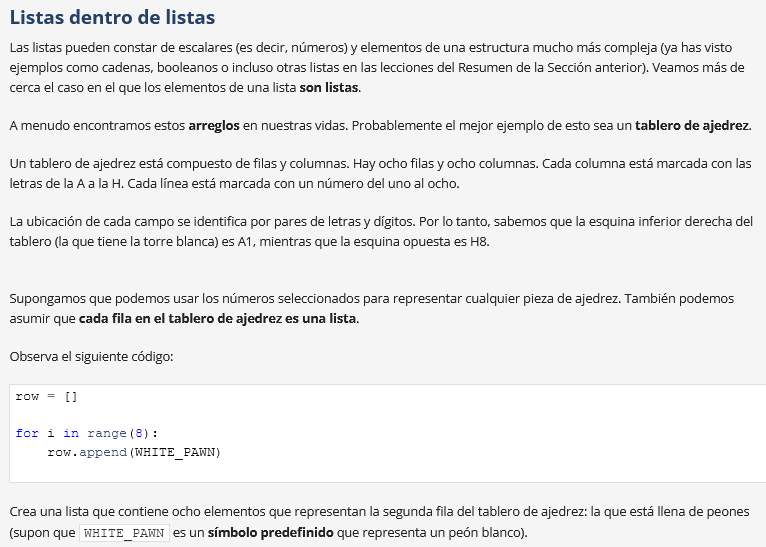 Listas dentro de listas
Las listas pueden constar de escalares (es decir, números) y elementos de una estructura mucho más compleja (ya has visto
ejemplos como cadenas, booleanos o incluso otras listas en las lecciones del Resumen de la Sección anterior). Veamos más de
cerca el caso en el que los elementos de una lista son listas.
A menudo encontramos estos arreglos en nuestras vidas. Probablemente el mejor ejemplo de esto sea un tablero de ajedrez.
Un tablero de ajedrez está compuesto de filas y columnas. Hay ocho filas y ocho columnas. Cada columna está marcada con las
letras de la A a la H. Cada línea está marcada con un número del uno al ocho.
La ubicación de cada campo se identifica por pares de letras y dígitos. Por lo tanto, sabemos que la esquina inferior derecha del
tablero (la que tiene la torre blanca) es A1, mientras que la esquina opuesta es H8.
Supongamos que podemos usar los números seleccionados para representar cualquier pieza de ajedrez. También podemos
asumir que cada fila en el tablero de ajedrez es una lista.
Observa el siguiente código:
row = []
for i in range(8):
    row.append(WHITE_PAWN)
Crea una lista que contiene ocho elementos que representan la segunda fila del tablero de ajedrez: la que está llena de peones
(supon que WHITE_PAWN es un símbolo predefinido que representa un peón blanco).